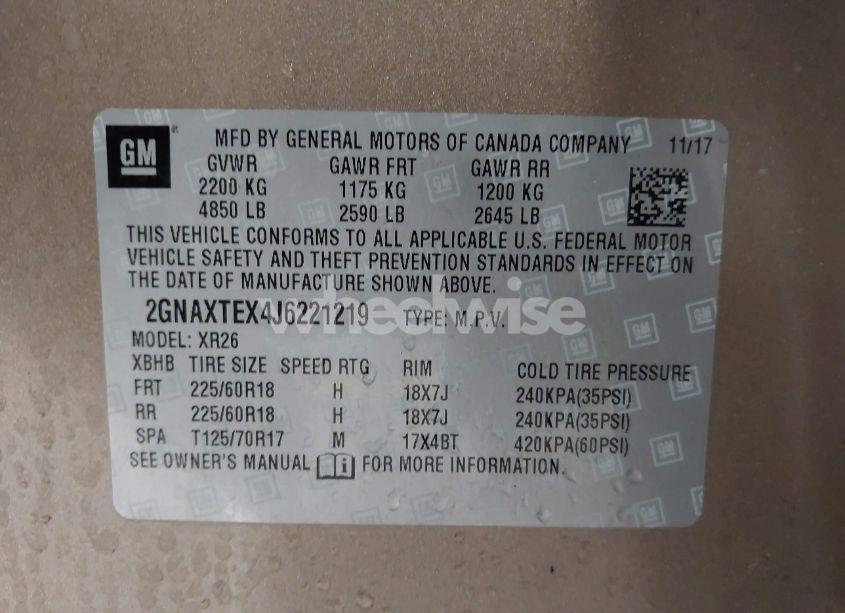 GM
MFD BY GENERAL MOTORS OF CANADA COMPANY 11/17
GVWR GAWR FRT GAWR RR
2200 KG 1175 KG 1200 KG
4850 LB 2590 LB 2645 LB
THIS VEHICLE CONFORMS TO ALL APPLICABLE U.S. FEDERAL MOTOR
VEHICLE SAFETY AND THEFT PREVENTION STANDARDS IN EFFECT ON
THE DATE OF MANUFACTURE SHOWN ABOVE.
2GNAXTEX4J6221219 TYPE: M.P.V.
wheelwise
MODEL: XR26
XBHB TIRE SIZE SPEED RTG RIM COLD TIRE PRESSURE
FRT 225/60R18 H 18X7J 240KPA(35PSI)
RR 225/60R18 H 18X7J 240KPA(35PSI)
SPA T125/70R17 M 17X4BT 420KPA(60PSI)
SEE OWNER'S MANUAL FOR MORE INFORMATION.